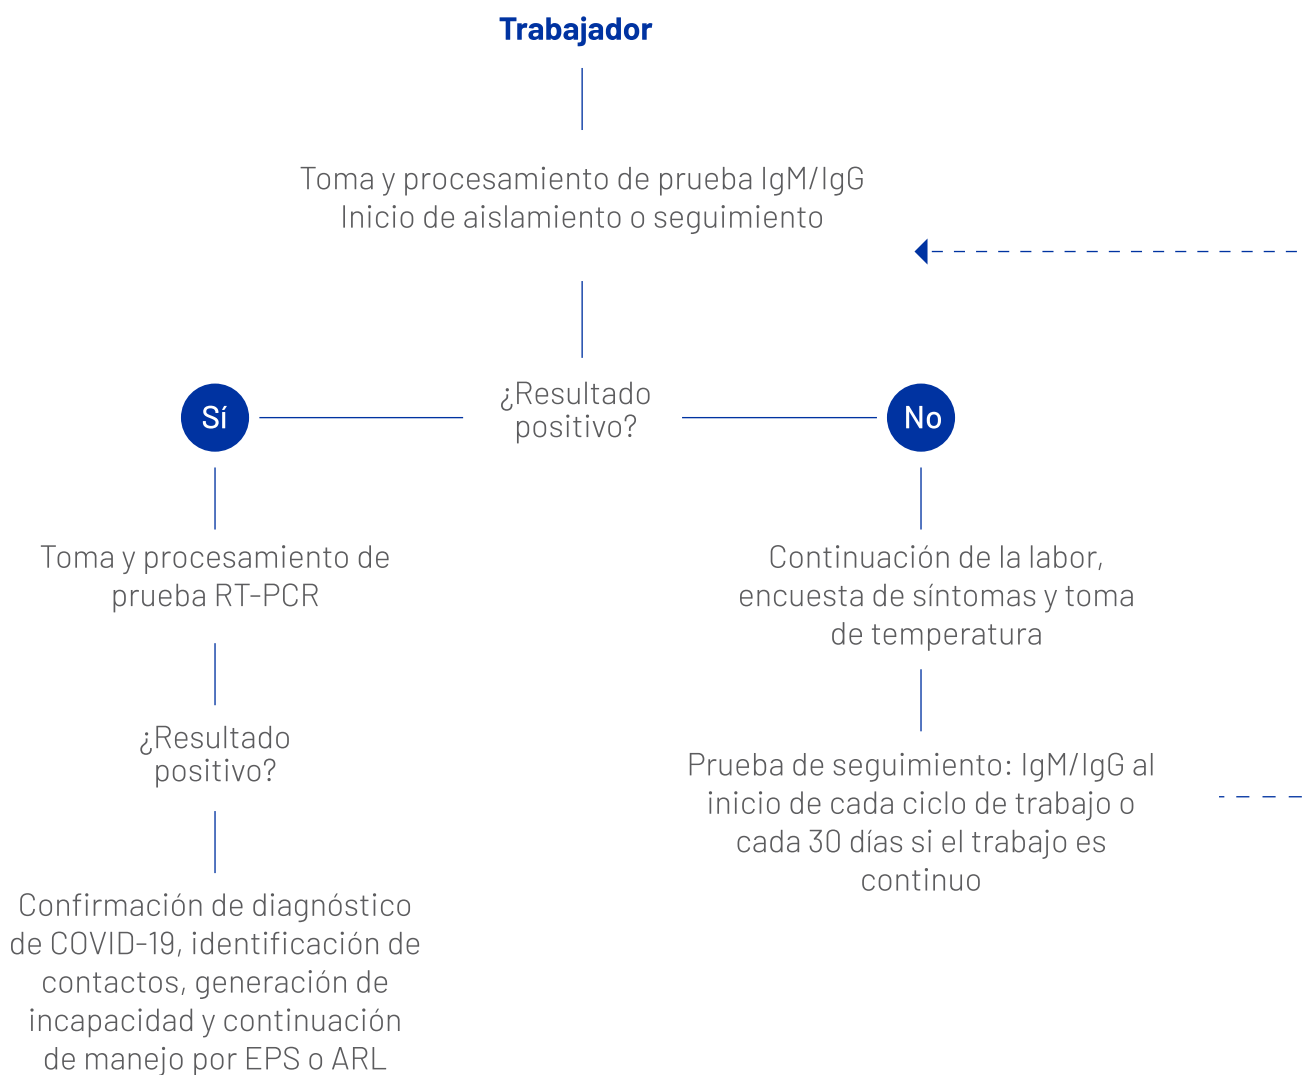 Trabajador
Toma y procesamiento de prueba IgM/IgG
Inicio de aislamiento o seguimiento
¿Resultado
positivo?
Sí
No
Toma y procesamiento de
prueba RT-PCR
Continuación de la labor,
encuesta de síntomas y toma
de temperatura
¿Resultado
positivo?
Prueba de seguimiento: IgM/IgG al
inicio de cada ciclo de trabajo o
cada 30 días si el trabajo es
continuo
Confirmación de diagnóstico
de COVID-19, identificación de
contactos, generación de
incapacidad y continuación
de manejo por EPS o ARL